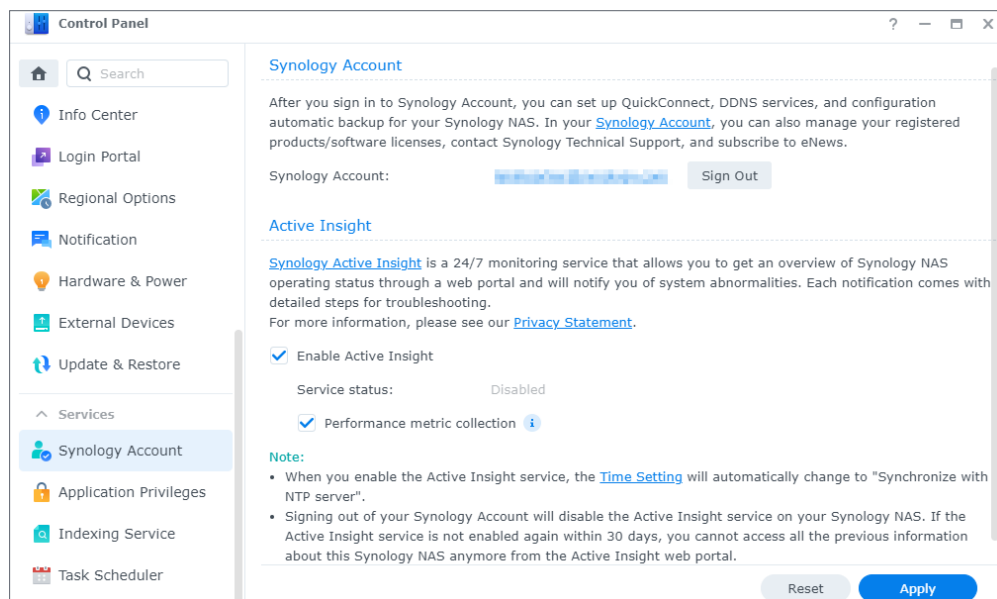 Control Panel
?
Search
Info Center
Login Portal
Regional Options
Notification
Hardware & Power
External Devices
Update & Restore
Services
Synology Account
Application Privileges
Indexing Service
Task Scheduler
Synology Account
After you sign in to Synology Account, you can set up QuickConnect, DDNS services, and configuration
automatic backup for your Synology NAS. In your Synology Account, you can also manage your registered
products/software licenses, contact Synology Technical Support, and subscribe to eNews.
Synology Account: Sign Out
Active Insight
Synology Active Insight is a 24/7 monitoring service that allows you to get an overview of Synology NAS
operating status through a web portal and will notify you of system abnormalities. Each notification comes with
detailed steps for troubleshooting.
For more information, please see our Privacy Statement.
Enable Active Insight
Service status: Disabled
Performance metric collection i
Note:
• When you enable the Active Insight service, the Time Setting will automatically change to "Synchronize with
NTP server".
• Signing out of your Synology Account will disable the Active Insight service on your Synology NAS. If the
Active Insight service is not enabled again within 30 days, you cannot access all the previous information
about this Synology NAS anymore from the Active Insight web portal.
Reset Apply